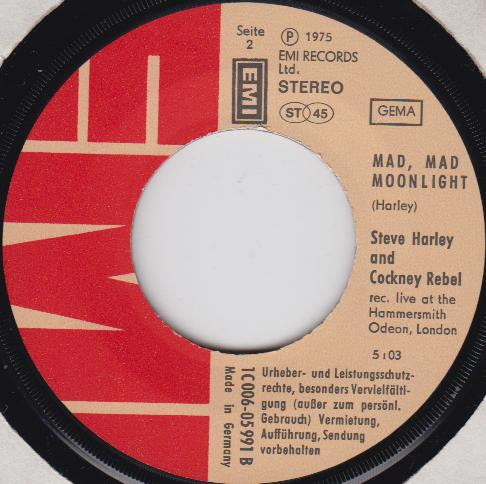 Seite
2
℗ 1975
EMI RECORDS
Ltd.
STEREO
EMI
ST 45
GEMA
MAD, MAD
MOONLIGHT
(Harley)
Steve Harley
and
Cockney Rebel
rec. live at the
Hammersmith
Odeon, London
5:03
Urheber- und Leistungsschutz-
rechte, besonders Vervielfälti-
gung (außer zum persönl.
Gebrauch) Vermietung,
Aufführung, Sendung
vorbehalten
1C006-05 991 B
Made in Germany
EMI